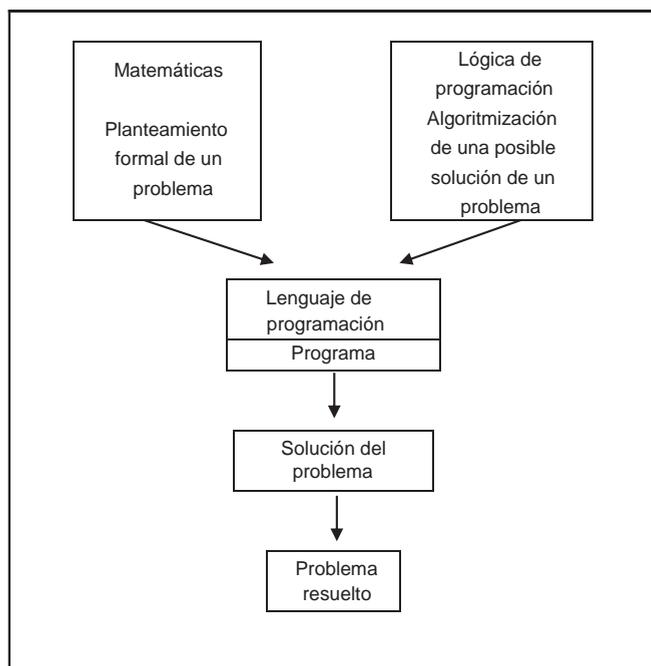 Matemáticas
Planteamiento
formal de un
problema
Lógica de
programación
Algoritmización
de una posible
solución de un
problema
Lenguaje de
programación
Programa
Solución del
problema
Problema
resuelto